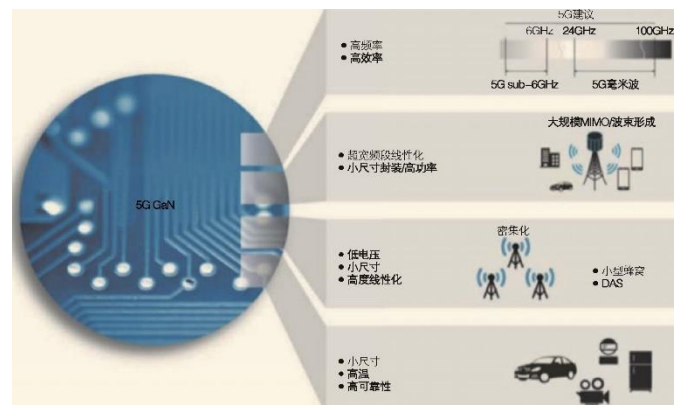 5G GaN
5G建议
6GHz 24GHz 100GHz
• 高频率
• 高效率
5G sub-6GHz 5G毫米波
大规模MIMO/波束形成
• 超宽频段线性化
• 小尺寸封装/高功率
密集化
• 低电压
• 小尺寸
• 高度线性化
• 小型蜂窝
• DAS
• 小尺寸
• 高温
• 高可靠性